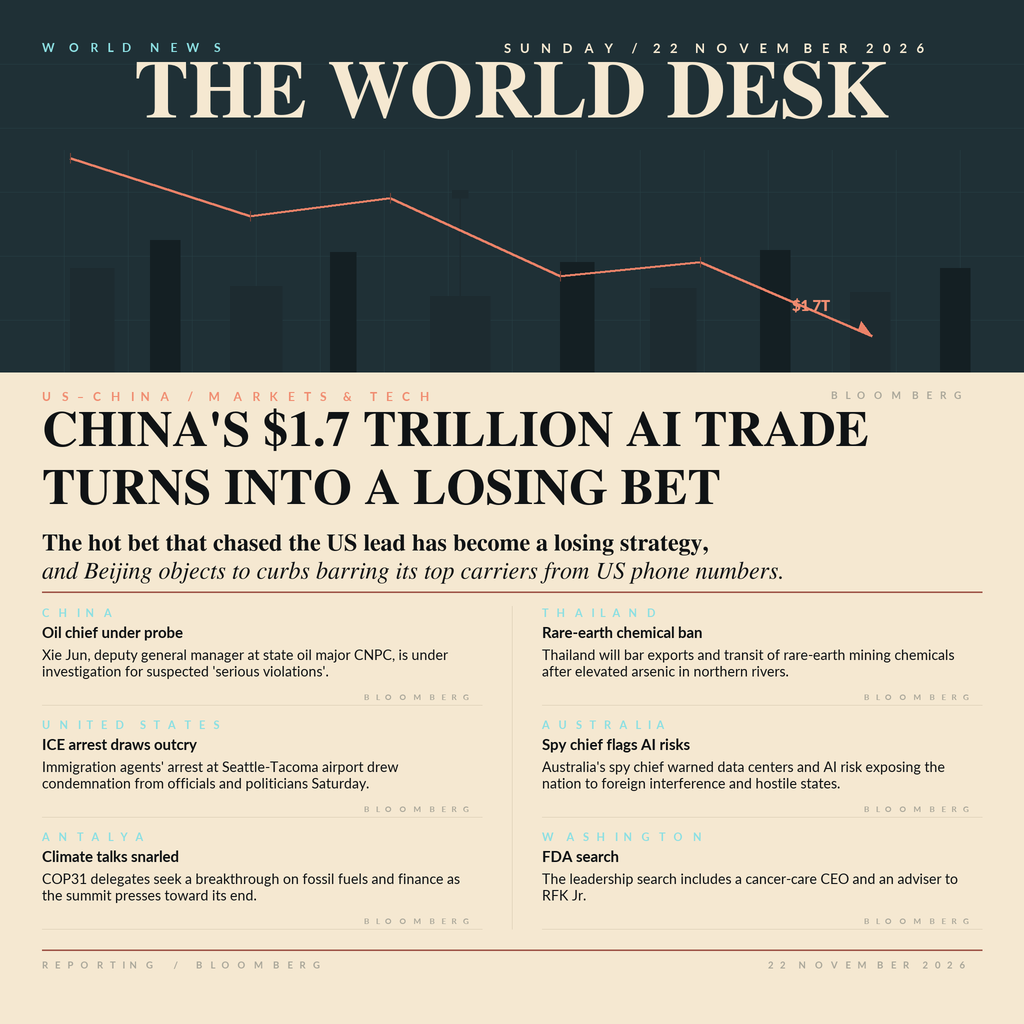 WORLD NEWS
SUNDAY / 22 NOVEMBER 2026
THE WORLD DESK
$1.7T
US–CHINA / MARKETS & TECH
BLOOMBERG
CHINA'S $1.7 TRILLION AI TRADE
TURNS INTO A LOSING BET
The hot bet that chased the US lead has become a losing strategy,
and Beijing objects to curbs barring its top carriers from US phone numbers.
CHINA
Oil chief under probe
Xie Jun, deputy general manager at state oil major CNPC, is under
investigation for suspected 'serious violations'.
BLOOMBERG
THAILAND
Rare-earth chemical ban
Thailand will bar exports and transit of rare-earth mining chemicals
after elevated arsenic in northern rivers.
BLOOMBERG
UNITED STATES
ICE arrest draws outcry
Immigration agents' arrest at Seattle-Tacoma airport drew
condemnation from officials and politicians Saturday.
BLOOMBERG
AUSTRALIA
Spy chief flags AI risks
Australia's spy chief warned data centers and AI risk exposing the
nation to foreign interference and hostile states.
BLOOMBERG
ANTALYA
Climate talks snarled
COP31 delegates seek a breakthrough on fossil fuels and finance as
the summit presses toward its end.
BLOOMBERG
WASHINGTON
FDA search
The leadership search includes a cancer-care CEO and an adviser to
RFK Jr.
BLOOMBERG
REPORTING / BLOOMBERG
22 NOVEMBER 2026